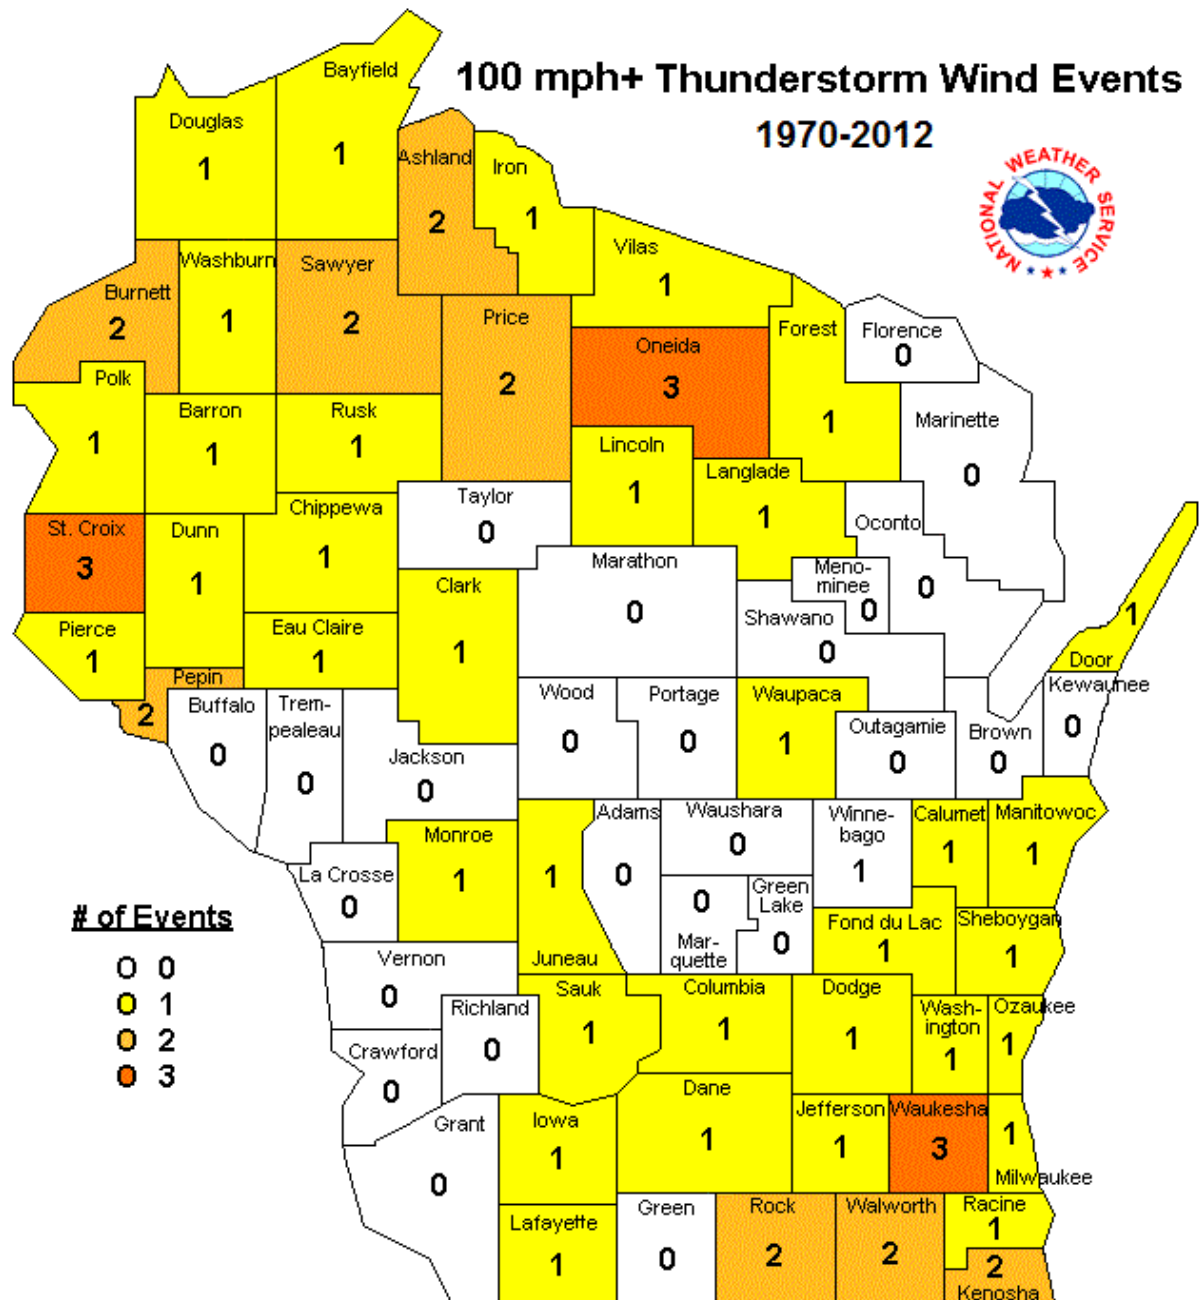 100 mph+ Thunderstorm Wind Events
1970-2012
NATIONAL WEATHER SERVICE
Bayfield
1
Douglas
1
Ashland
2
Iron
1
Vilas
1
Washburn
1
Sawyer
2
Burnett
2
Price
2
Oneida
3
Forest
1
Florence
0
Polk
1
Barron
1
Rusk
1
Marinette
0
Lincoln
1
Langlade
1
Taylor
0
Chippewa
1
St. Croix
3
Dunn
1
Oconto
0
Marathon
0
Meno-
minee
0
Clark
1
Shawano
0
Pierce
1
Eau Claire
1
1
Door
Pepin
2
Buffalo
0
Trem-
pealeau
0
Jackson
0
Wood
0
Portage
0
Waupaca
1
Outagamie
0
Brown
0
Kewaunee
0
Monroe
1
1
Juneau
Adams
0
Waushara
0
Winne-
bago
1
Calumet
1
Manitowoc
1
La Crosse
0
0
Mar-
quette
Green
Lake
0
Fond du Lac
1
Sheboygan
1
# of Events
0
1
2
3
Vernon
0
Richland
0
Sauk
1
Columbia
1
Dodge
1
Wash-
ington
1
Ozaukee
1
Crawford
0
Grant
0
Iowa
1
Dane
1
Jefferson
1
Waukesha
3
1
Milwaukee
Lafayette
1
Green
0
Rock
2
Walworth
2
Racine
1
2
Kenosha